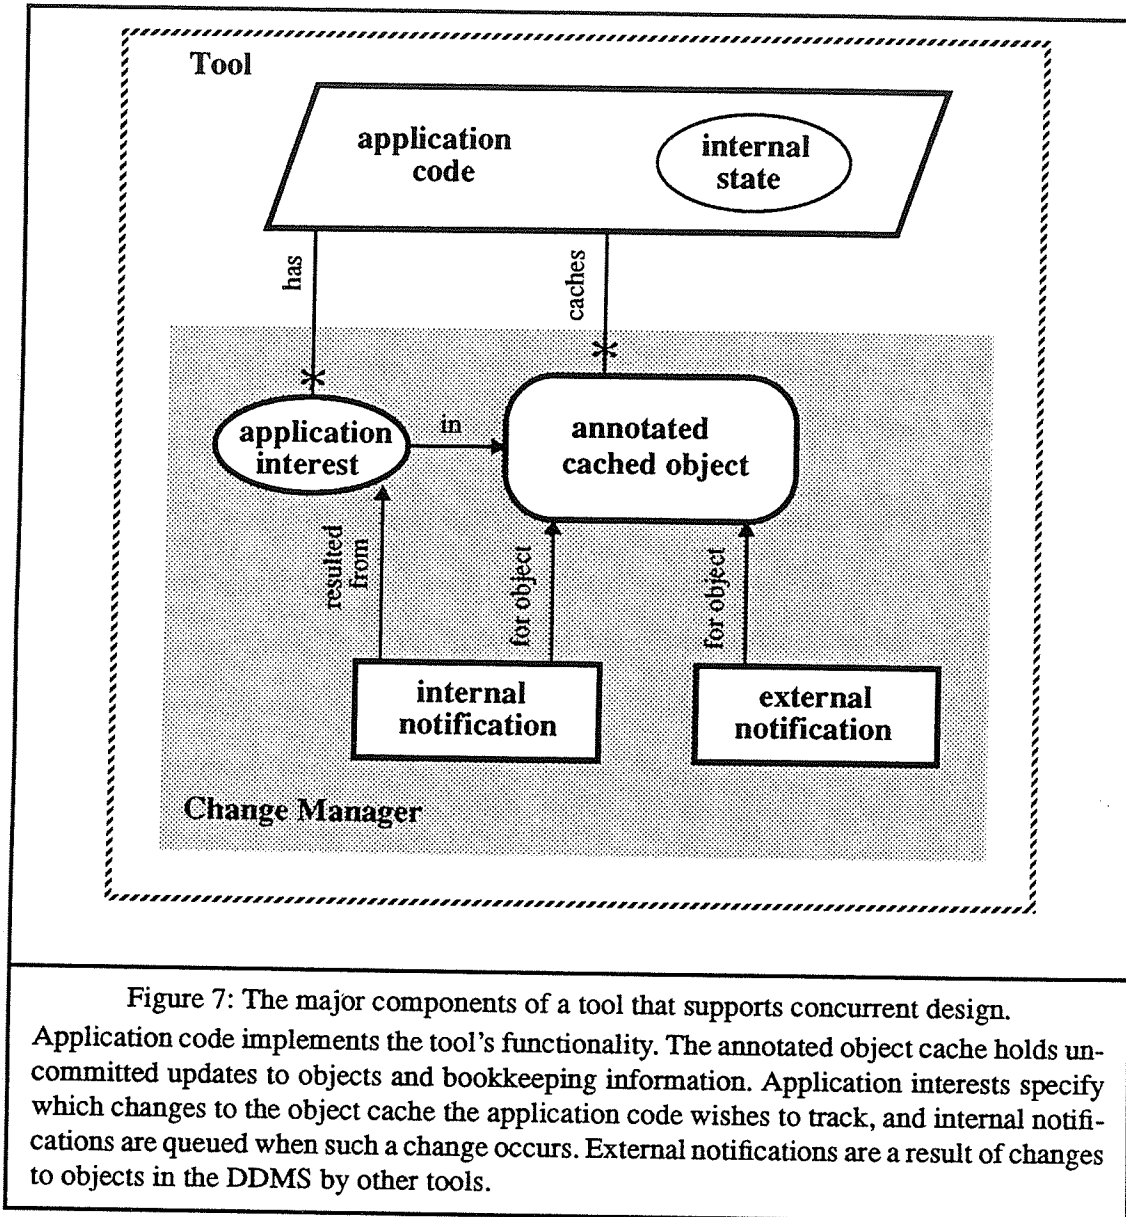 Tool
application
code
internal
state
has
caches
*
*
application
interest
in
annotated
cached object
resulted
from
for object
for object
internal
notification
external
notification
Change Manager
Figure 7: The major components of a tool that supports concurrent design.
Application code implements the tool's functionality. The annotated object cache holds un-
committed updates to objects and bookkeeping information. Application interests specify
which changes to the object cache the application code wishes to track, and internal notifi-
cations are queued when such a change occurs. External notifications are a result of changes
to objects in the DDMS by other tools.